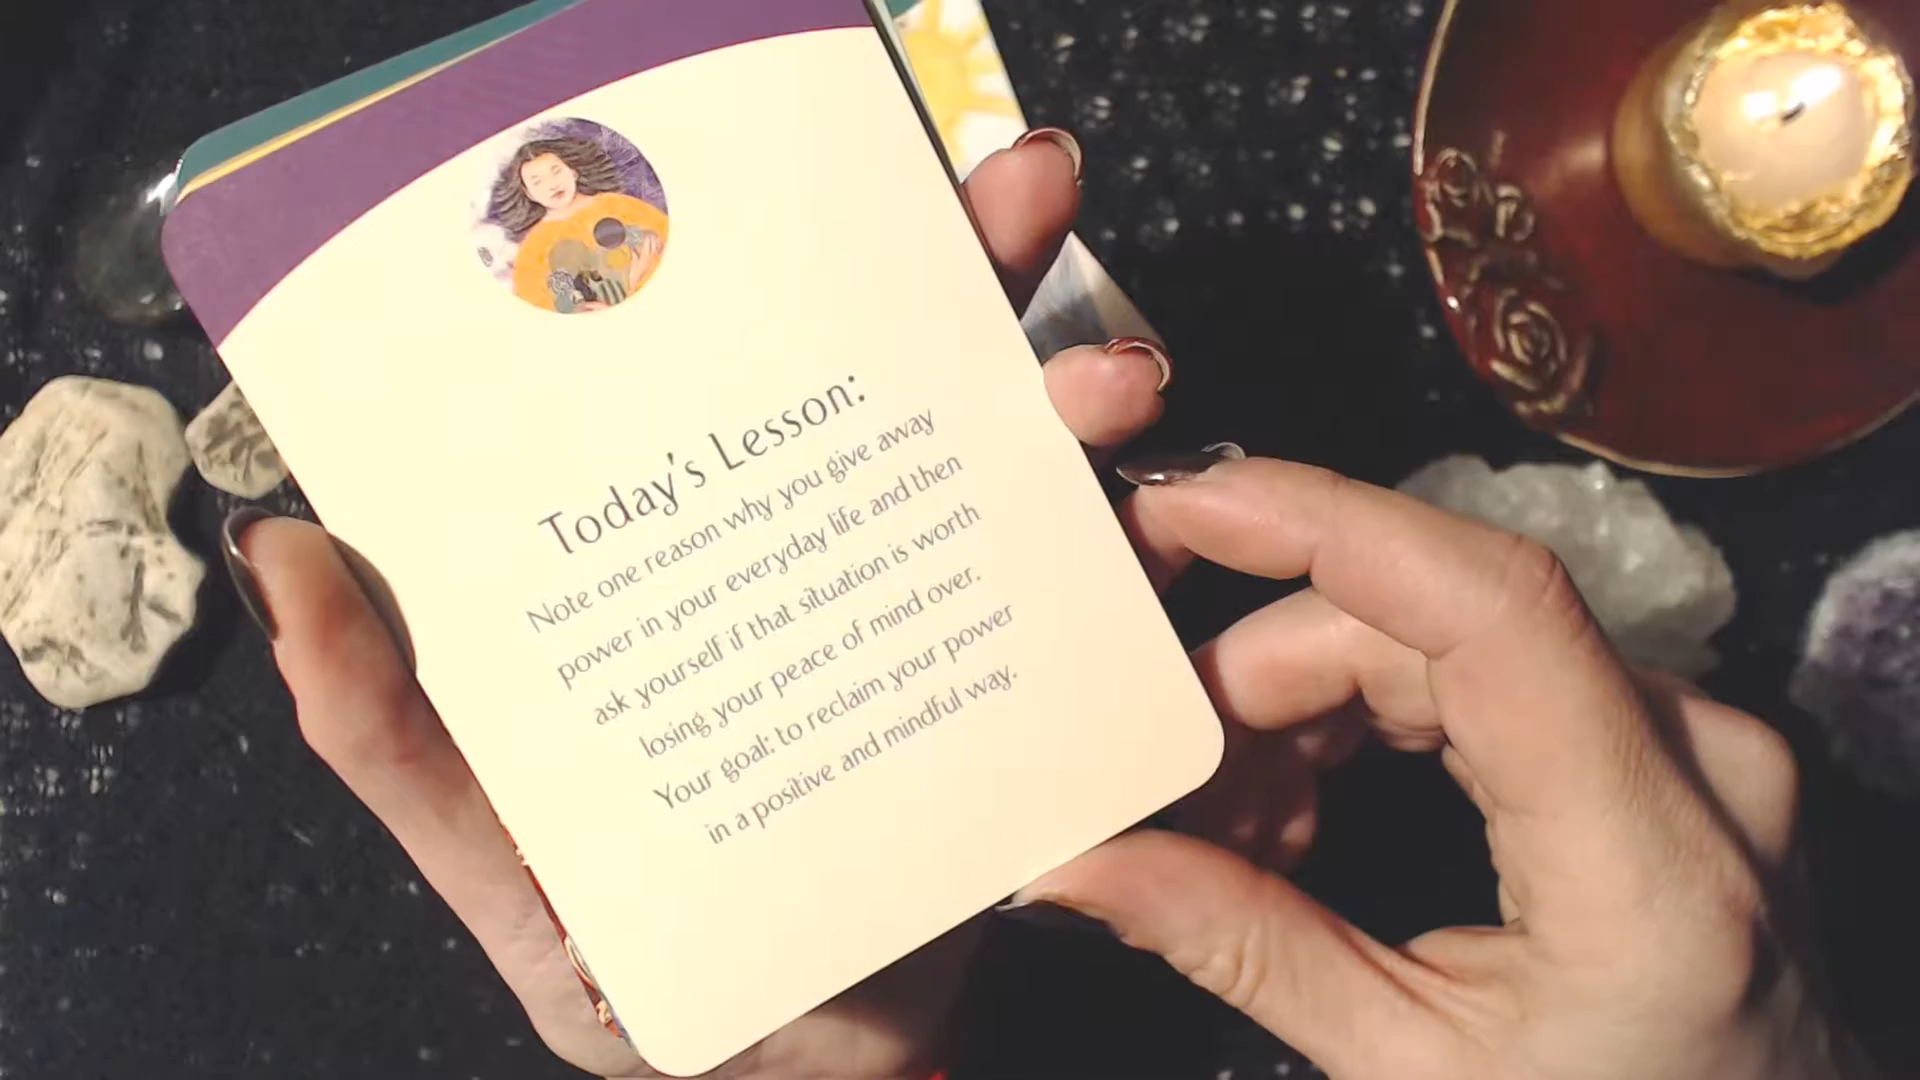 Today's Lesson:
Note one reason why you give away
power in your everyday life and then
ask yourself if that situation is worth
losing your peace of mind over.
Your goal: to reclaim your power
in a positive and mindful way.